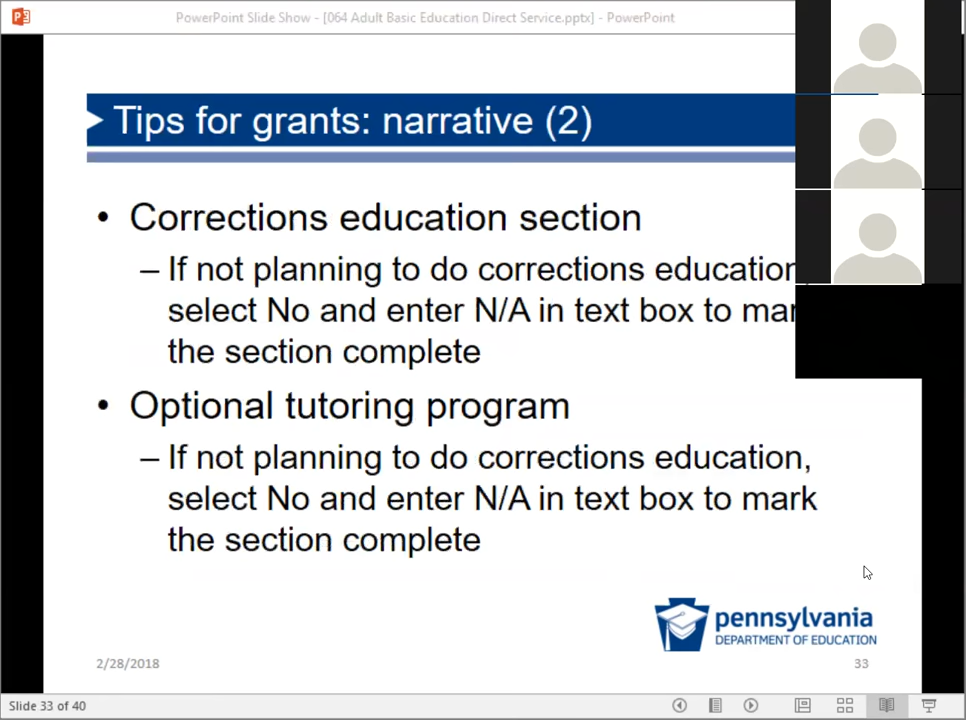 PowerPoint Slide Show - [064 Adult Basic Education Direct Service.pptx] - PowerPoint
Tips for grants: narrative (2)
• Corrections education section
– If not planning to do corrections education,
select No and enter N/A in text box to mar
the section complete
• Optional tutoring program
– If not planning to do corrections education,
select No and enter N/A in text box to mark
the section complete
pennsylvania
DEPARTMENT OF EDUCATION
2/28/2018
33
Slide 33 of 40